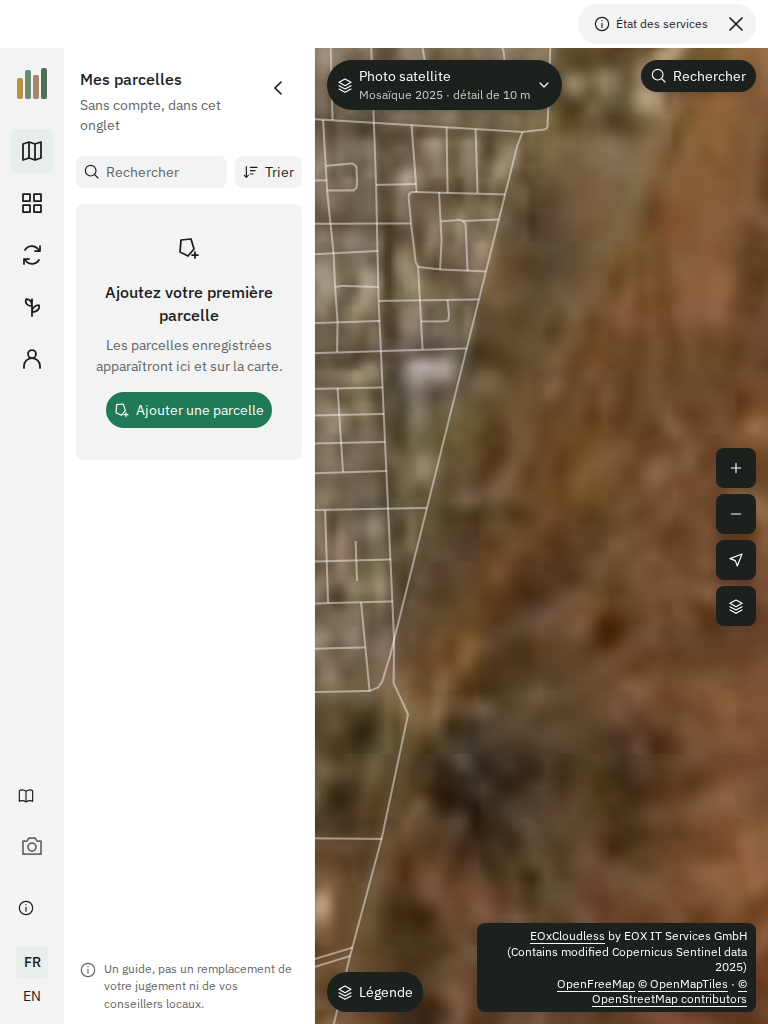 État des services
Mes parcelles
Sans compte, dans cet
onglet
Rechercher
Trier
Ajoutez votre première
parcelle
Les parcelles enregistrées
apparaîtront ici et sur la carte.
Ajouter une parcelle
Photo satellite
Mosaïque 2025 · détail de 10 m
Rechercher
FR
EN
Un guide, pas un remplacement de
votre jugement ni de vos
conseillers locaux.
Légende
EOxCloudless by EOX IT Services GmbH
(Contains modified Copernicus Sentinel data
2025)
OpenFreeMap © OpenMapTiles · ©
OpenStreetMap contributors